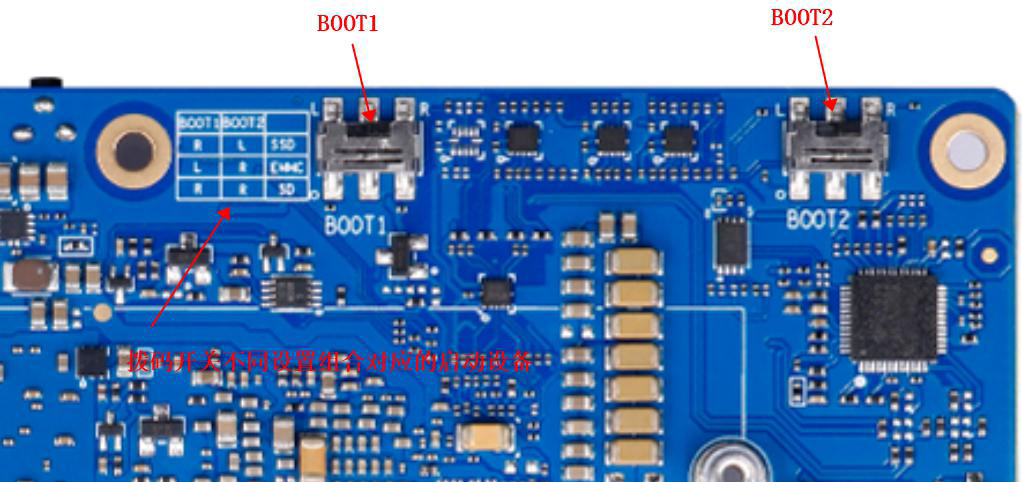 BOOT1
BOOT2
L R
L R
BOOT1 BOOT2
R L SSD
L R EMMC
R R SD
BOOT1
BOOT2
拨码开关不同设置组合对应的启动设备